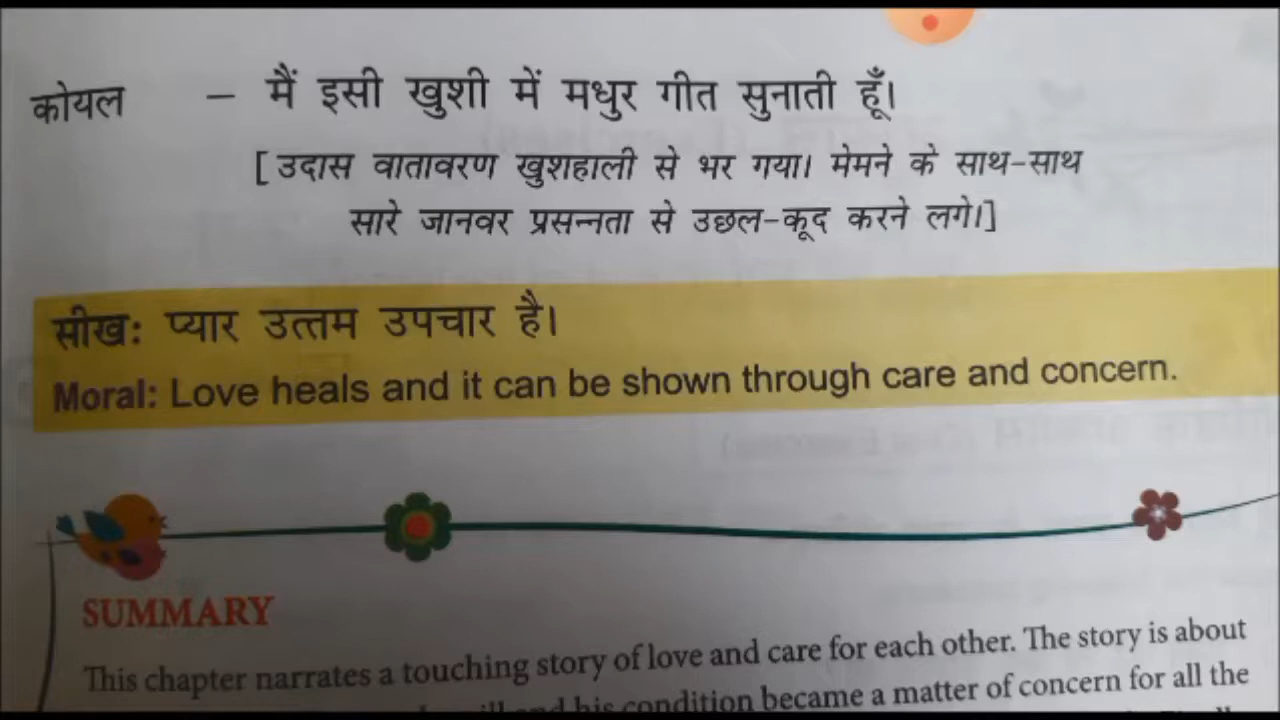 कोयल – मैं इसी खुशी में मधुर गीत सुनाती हूँ।
[उदास वातावरण खुशहाली से भर गया। मेमने के साथ-साथ
सारे जानवर प्रसन्नता से उछल-कूद करने लगे।]
सीख: प्यार उत्तम उपचार है।
Moral: Love heals and it can be shown through care and concern.
SUMMARY
This chapter narrates a touching story of love and care for each other. The story is about
and his condition became a matter of concern for all the